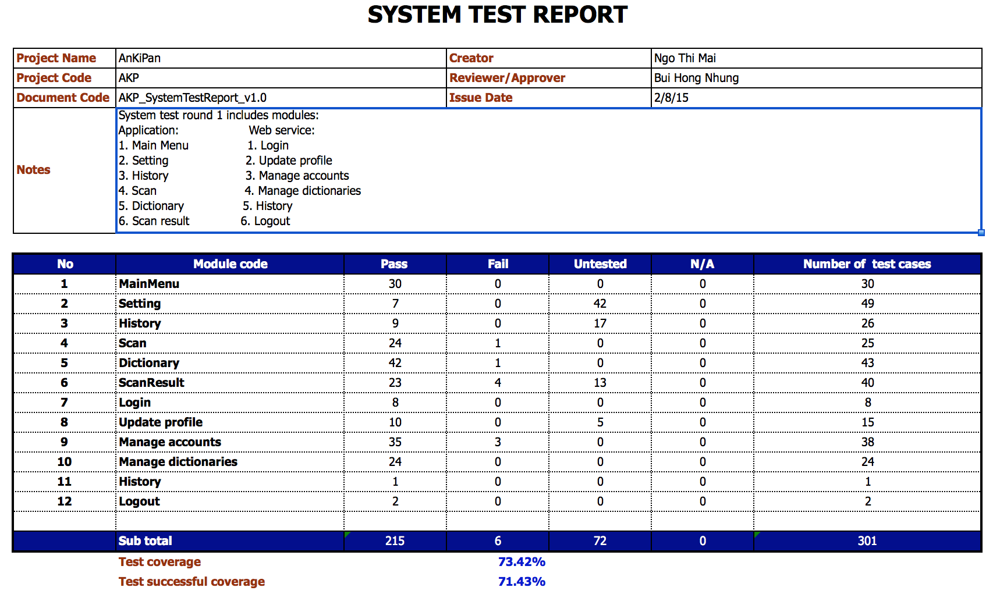 SYSTEM TEST REPORT
Project Name AnKiPan Creator Ngo Thi Mai
Project Code AKP Reviewer/Approver Bui Hong Nhung
Document Code AKP_SystemTestReport_v1.0 Issue Date 2/8/15
Notes
System test round 1 includes modules:
Application: Web service:
1. Main Menu 1. Login
2. Setting 2. Update profile
3. History 3. Manage accounts
4. Scan 4. Manage dictionaries
5. Dictionary 5. History
6. Scan result 6. Logout
No Module code Pass Fail Untested N/A Number of test cases
1 MainMenu 30 0 0 0 30
2 Setting 7 0 42 0 49
3 History 9 0 17 0 26
4 Scan 24 1 0 0 25
5 Dictionary 42 1 0 0 43
6 ScanResult 23 4 13 0 40
7 Login 8 0 0 0 8
8 Update profile 10 0 5 0 15
9 Manage accounts 35 3 0 0 38
10 Manage dictionaries 24 0 0 0 24
11 History 1 0 0 0 1
12 Logout 2 0 0 0 2
Sub total 215 6 72 0 301
Test coverage 73.42%
Test successful coverage 71.43%